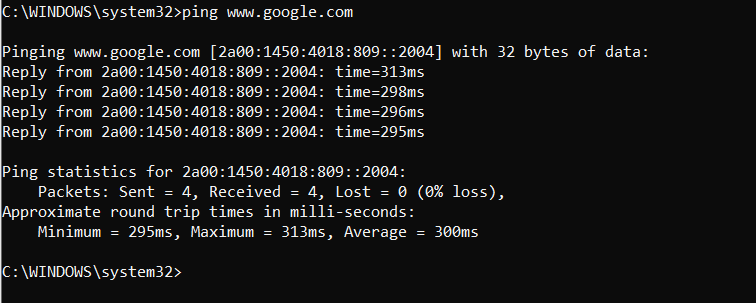 C:\WINDOWS\system32>ping www.google.com
Pinging www.google.com [2a00:1450:4018:809::2004] with 32 bytes of data:
Reply from 2a00:1450:4018:809::2004: time=313ms
Reply from 2a00:1450:4018:809::2004: time=298ms
Reply from 2a00:1450:4018:809::2004: time=296ms
Reply from 2a00:1450:4018:809::2004: time=295ms
Ping statistics for 2a00:1450:4018:809::2004:
    Packets: Sent = 4, Received = 4, Lost = 0 (0% loss),
Approximate round trip times in milli-seconds:
    Minimum = 295ms, Maximum = 313ms, Average = 300ms
C:\WINDOWS\system32>